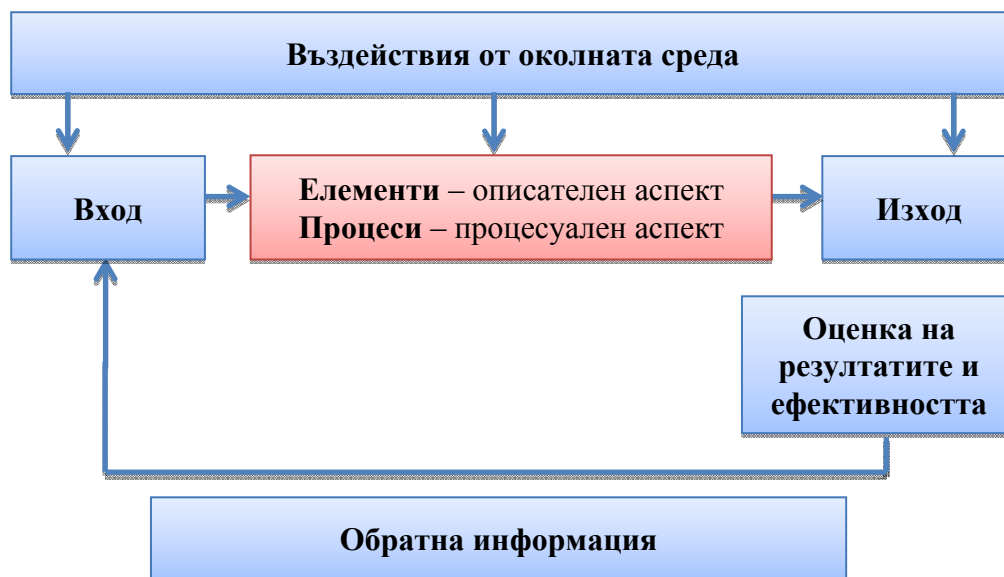 Въздействия от околната среда
Вход
Елементи – описателен аспект
Процеси – процесуален аспект
Изход
Оценка на
резултатите и
ефективността
Обратна информация